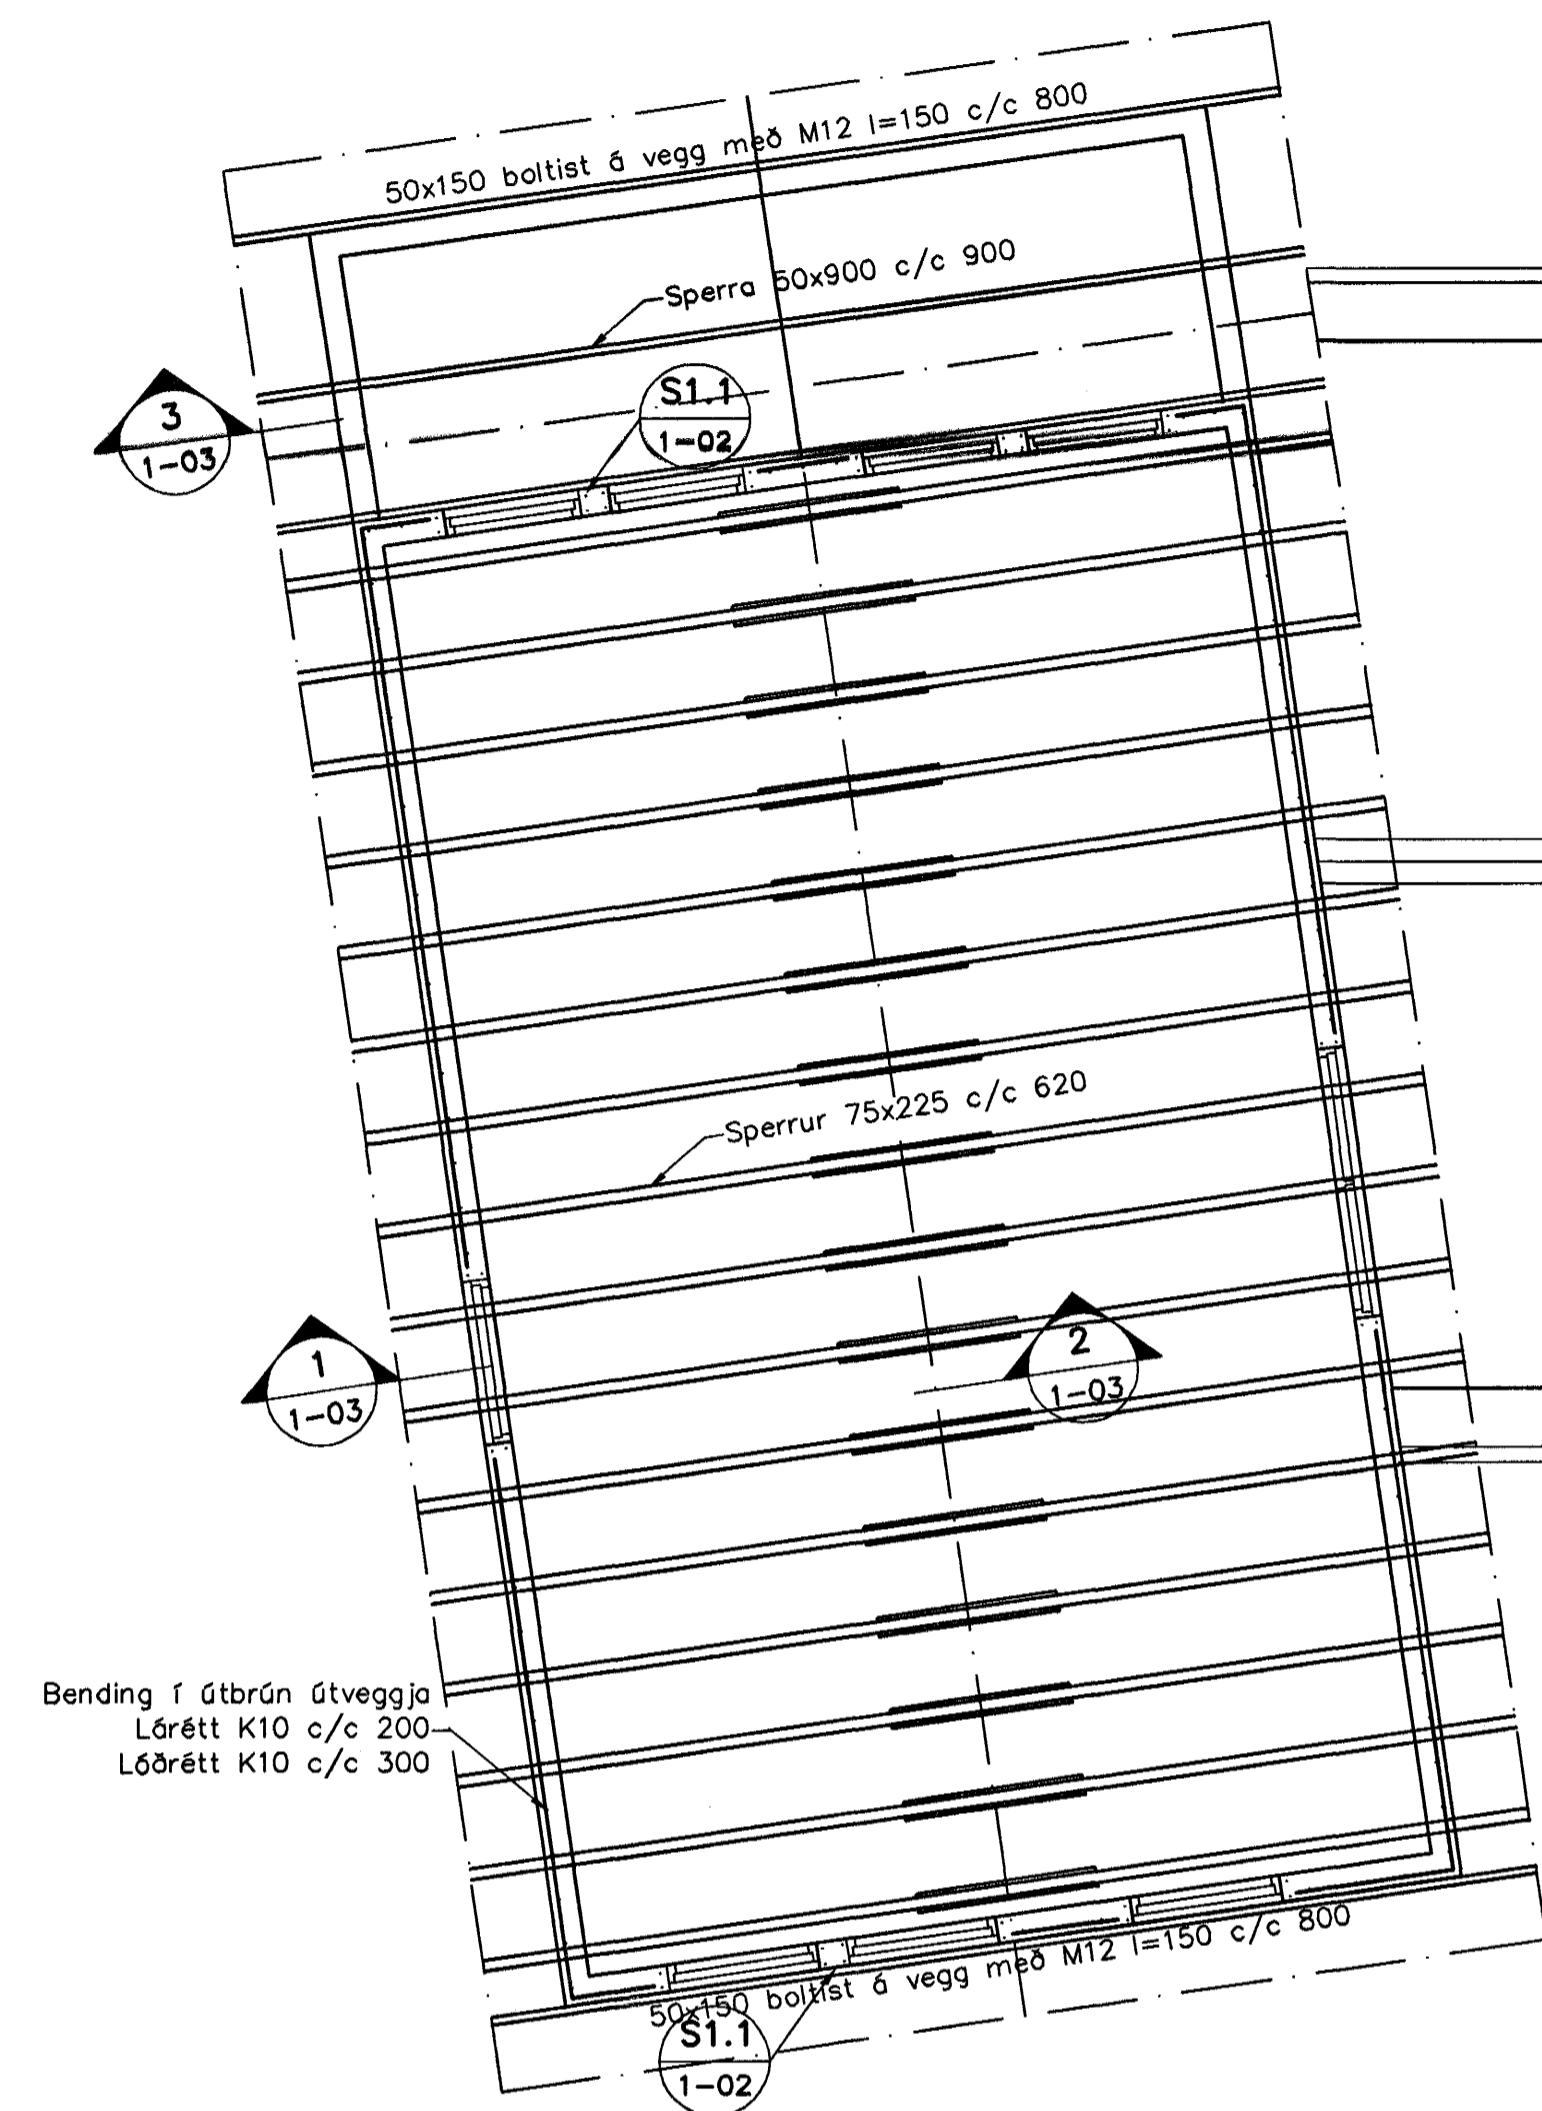 50x150 boltist á vegg með M12 l=150 c/c 800
Sperra 50x900 c/c 900
3
1-03
S1.1
1-02
Sperrur 75x225 c/c 620
1
1-03
2
1-03
Bending í útbrún útveggja
Lárétt K10 c/c 200
Lóðrétt K10 c/c 300
50x150 boltist á vegg með M12 l=150 c/c 800
S1.1
1-02